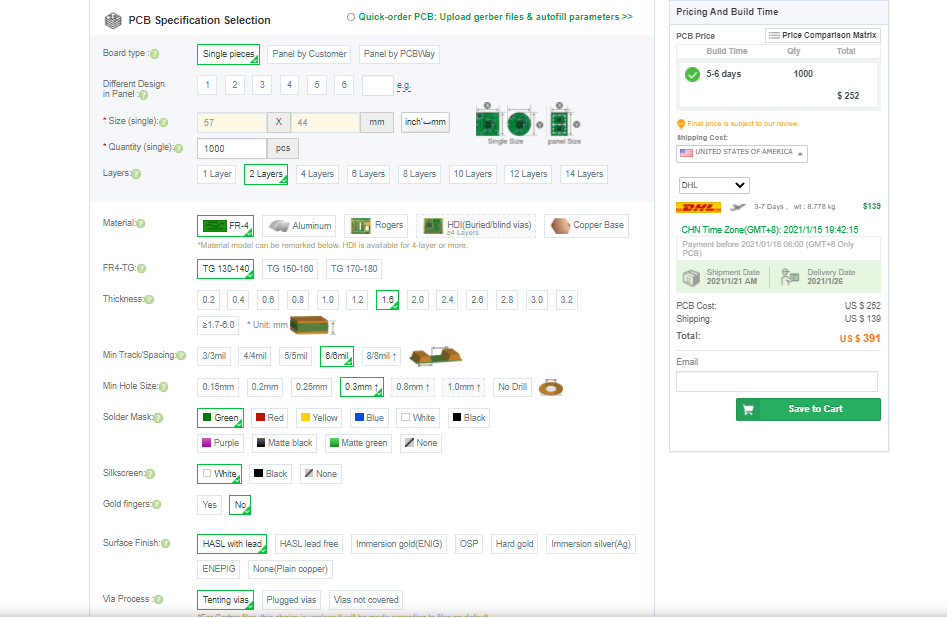 PCB Specification Selection
Quick-order PCB: Upload gerber files & autofill parameters >>
Board type :? Single pieces Panel by Customer Panel by PCBWay
Different Design
in Panel :? 1 2 3 4 5 6 e.g.
* Size (single):? 57 X 44 mm inch⇔mm
Single Size panel Size
* Quantity (single):? 1000 pcs
Layers:? 1 Layer 2 Layers 4 Layers 6 Layers 8 Layers 10 Layers 12 Layers 14 Layers
Material:? FR-4 Aluminum Rogers HDI(Buried/blind vias) Copper Base
≥4 Layers
*Material model can be remarked below. HDI is available for 4-layer or more.
FR4-TG:? TG 130-140 TG 150-160 TG 170-180
Thickness:? 0.2 0.4 0.6 0.8 1.0 1.2 1.6 2.0 2.4 2.6 2.8 3.0 3.2
≥1.7-6.0 * Unit: mm
Min Track/Spacing:? 3/3mil 4/4mil 5/5mil 6/6mil 8/8mil ↑
Min Hole Size:? 0.15mm 0.2mm 0.25mm 0.3mm ↑ 0.8mm ↑ 1.0mm ↑ No Drill
Solder Mask:? Green Red Yellow Blue White Black
Purple Matte black Matte green None
Silkscreen:? White Black None
Gold fingers:? Yes No
Surface Finish:? HASL with lead HASL lead free Immersion gold(ENIG) OSP Hard gold Immersion silver(Ag)
ENEPIG None(Plain copper)
Via Process :? Tenting vias Plugged vias Vias not covered
Pricing And Build Time
PCB Price Price Comparison Matrix
Build Time Qty Total
5-6 days 1000
$ 252
Final price is subject to our review.
Shipping Cost:
UNITED STATES OF AMERICA
DHL
DHL 3-7 Days , wt : 8.778 kg $139
CHN Time Zone(GMT+8): 2021/1/15 19:42:15
Payment before 2021/01/16 06:00 (GMT+8 Only
PCB)
Shipment Date Delivery Date
2021/1/21 AM 2021/1/26
PCB Cost: US $ 252
Shipping: US $ 139
Total: US $ 391
Email
Save to Cart